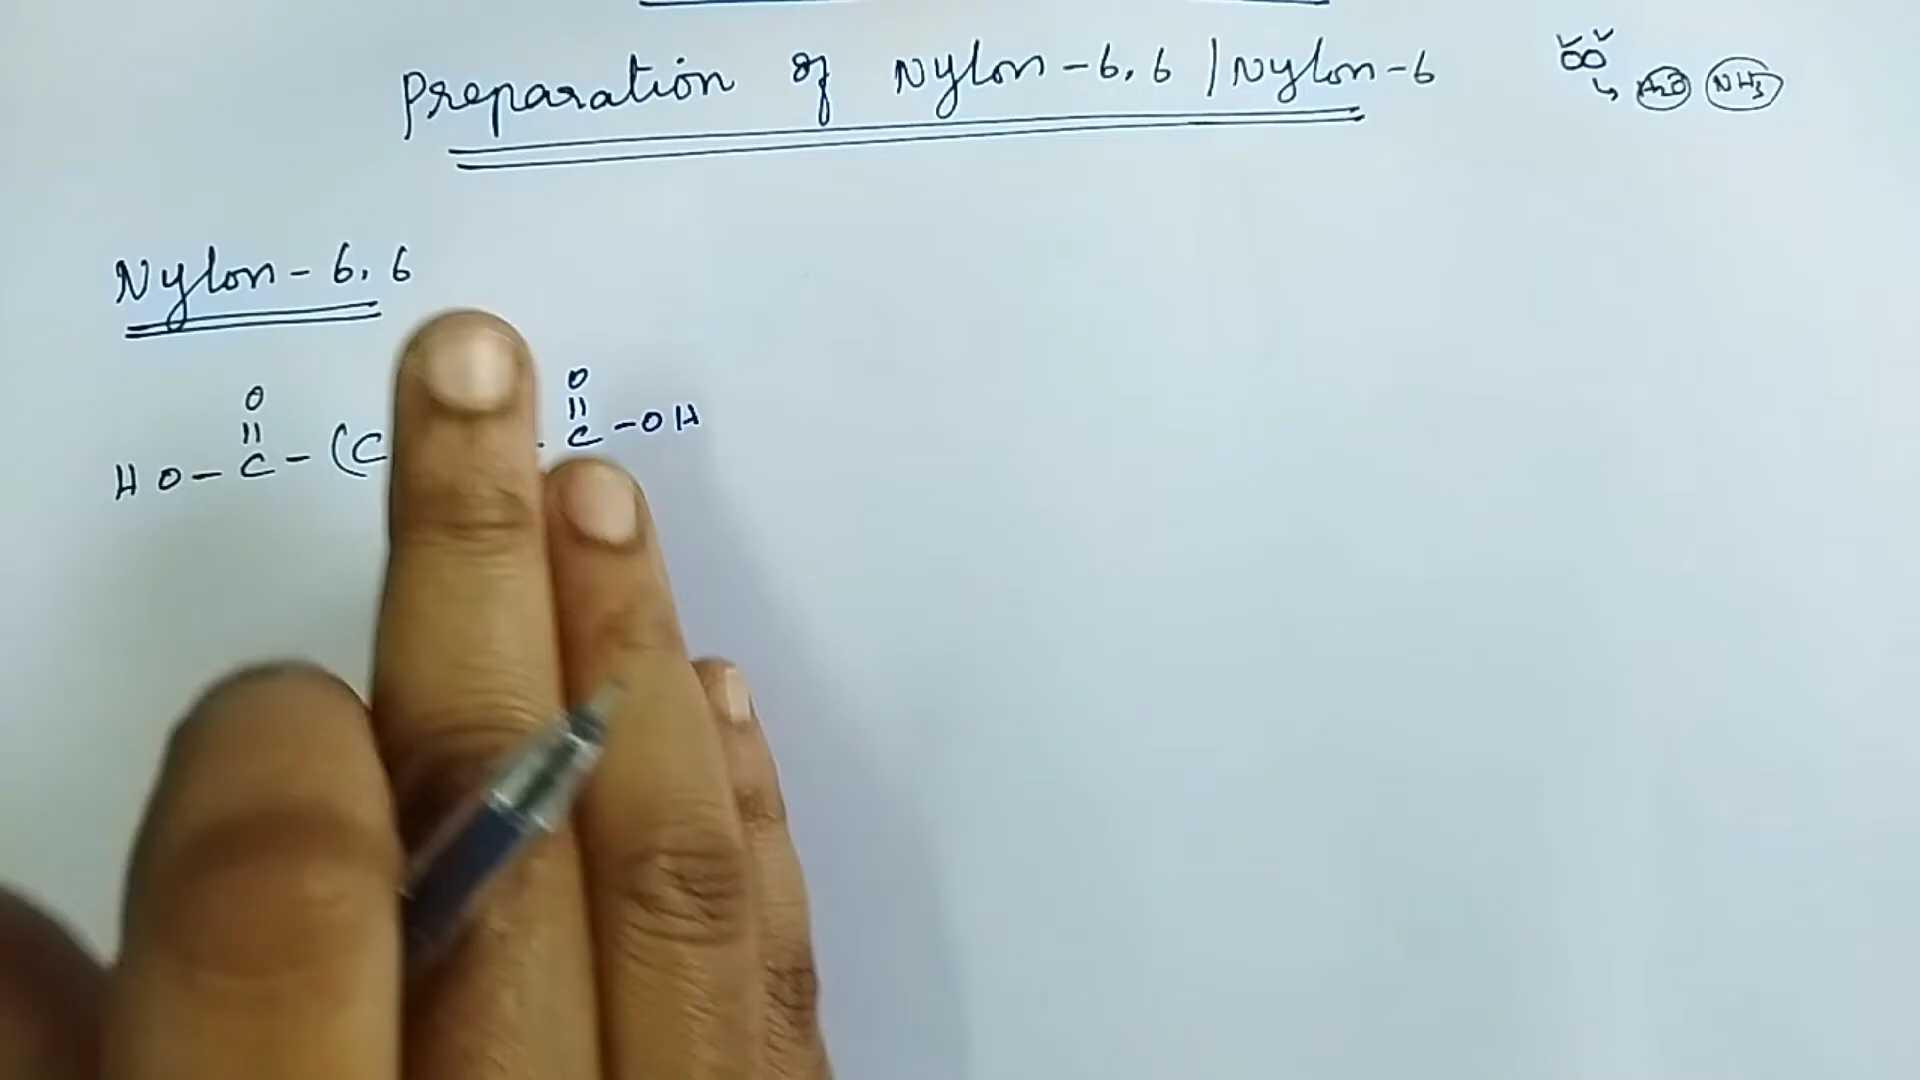 Preparation of Nylon-6,6 / Nylon-6
H2O NH3
Nylon-6,6
O O
|| ||
HO-C-(C C-OH